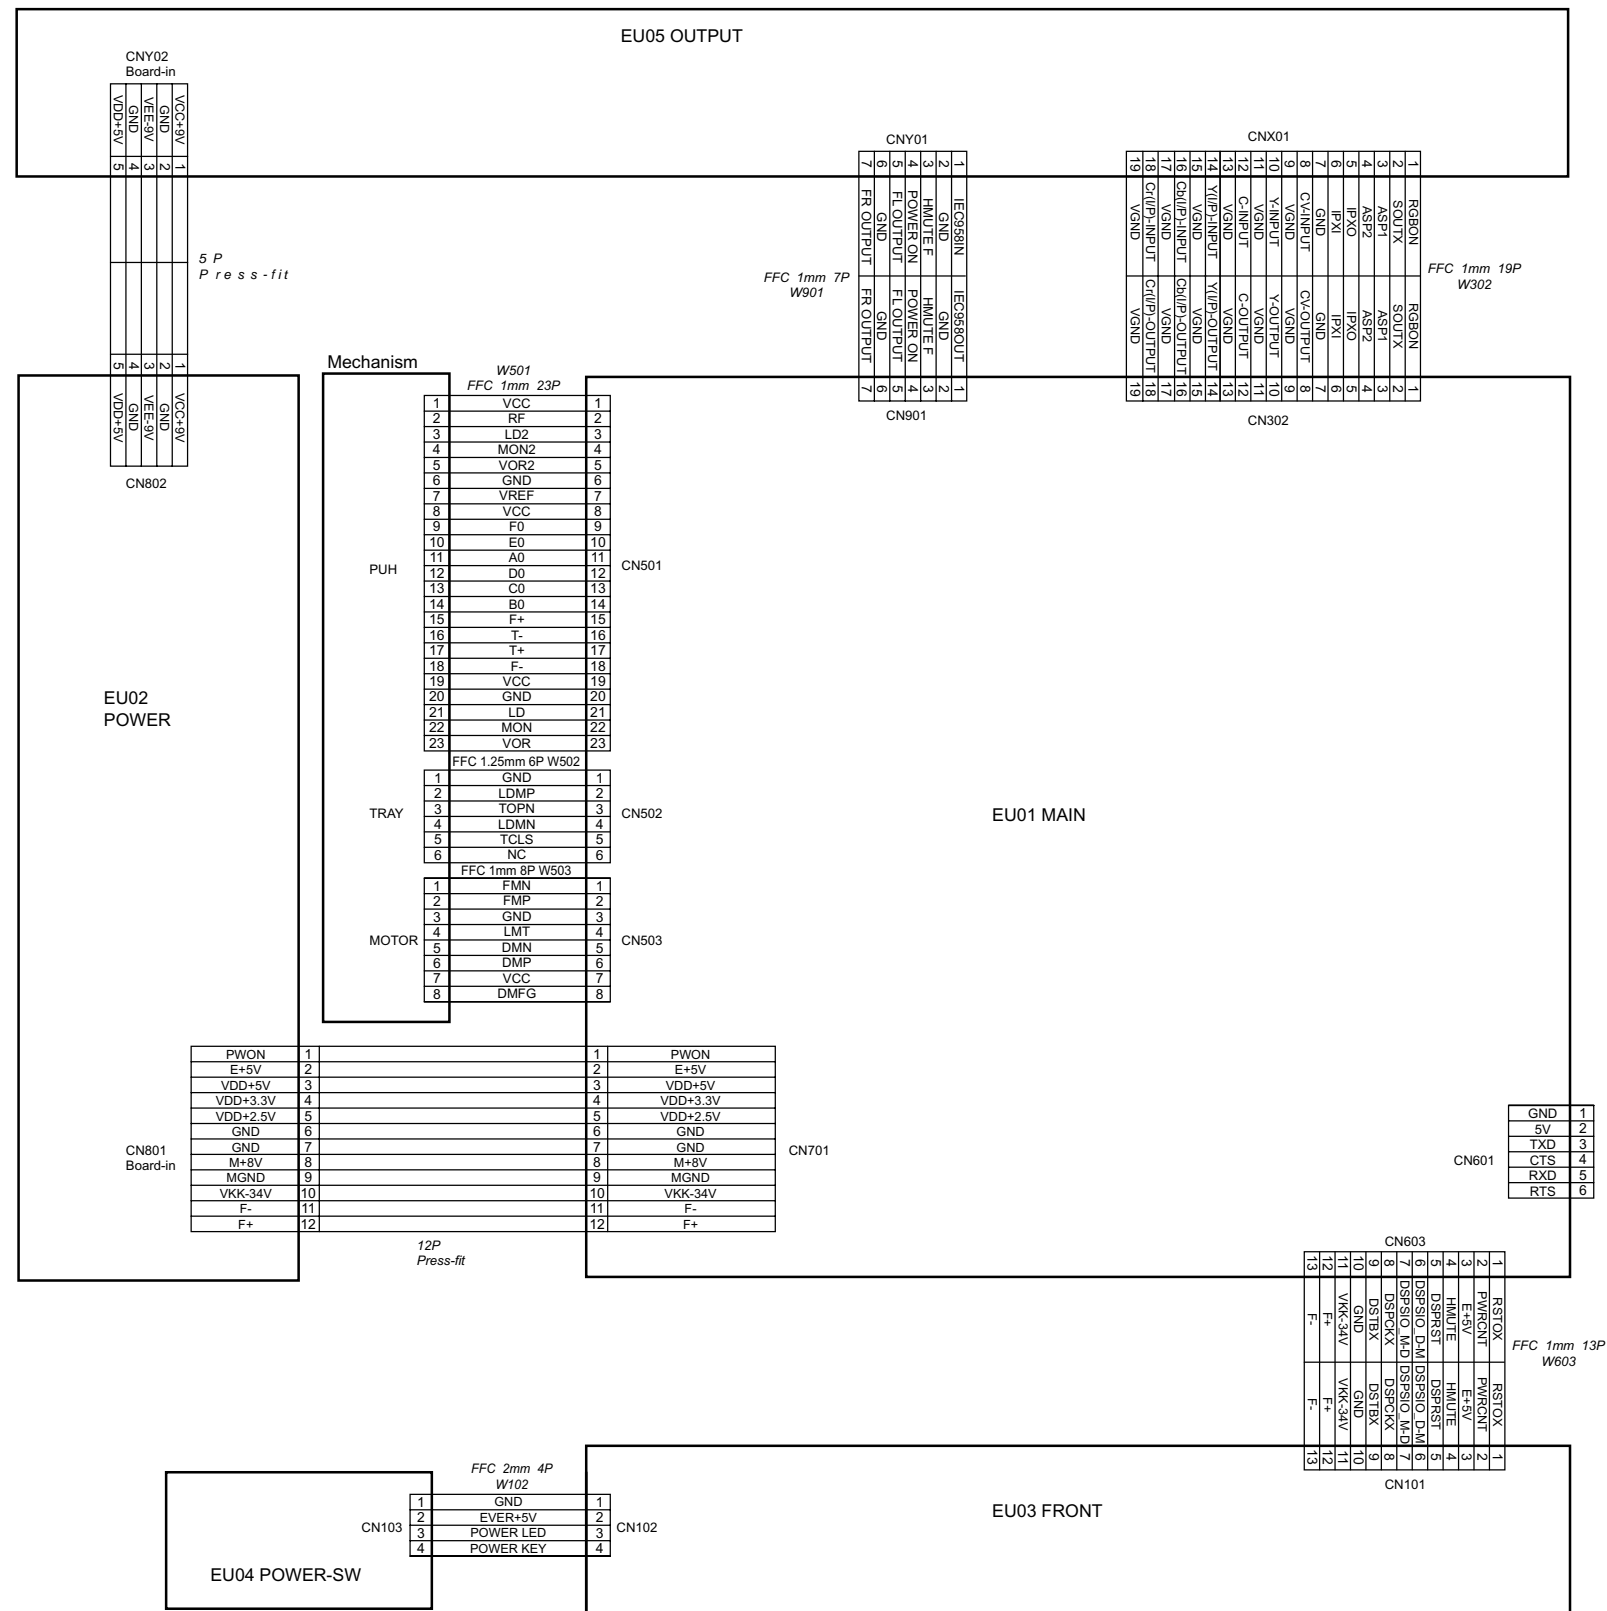 EU05 OUTPUT
CNY02
Board-in
VDD+5V
GND
VEE-9V
GND
VCC+9V
5 4 3 2 1
5 P
Press-fit
5 4 3 2 1
VDD+5V
GND
VEE-9V
GND
VCC+9V
CN802
CNY01
7 6 5 4 3 2 1
FR OUTPUT
GND
FL OUTPUT
POWER ON
HMUTE F
GND
IEC958IN
FFC 1mm 7P
W901
FR OUTPUT
GND
FL OUTPUT
POWER ON
HMUTE F
GND
IEC958OUT
7 6 5 4 3 2 1
CN901
CNX01
19 18 17 16 15 14 13 12 11 10 9 8 7 6 5 4 3 2 1
VGND
Cr(I/P)-INPUT
VGND
Cb(I/P)-INPUT
VGND
Y(I/P)-INPUT
VGND
C-INPUT
VGND
Y-INPUT
VGND
CV-INPUT
GND
IPXI
IPXO
ASP2
ASP1
SOUTX
RGBON
FFC 1mm 19P
W302
VGND
Cr(I/P)-OUTPUT
VGND
Cb(I/P)-OUTPUT
VGND
Y(I/P)-OUTPUT
VGND
C-OUTPUT
VGND
Y-OUTPUT
VGND
CV-OUTPUT
GND
IPXI
IPXO
ASP2
ASP1
SOUTX
RGBON
19 18 17 16 15 14 13 12 11 10 9 8 7 6 5 4 3 2 1
CN302
Mechanism
W501
FFC 1mm 23P
1 VCC 1
2 RF 2
3 LD2 3
4 MON2 4
5 VOR2 5
6 GND 6
7 VREF 7
8 VCC 8
9 F0 9
10 E0 10
11 A0 11
12 D0 12
13 C0 13
14 B0 14
15 F+ 15
16 T- 16
17 T+ 17
18 F- 18
19 VCC 19
20 GND 20
21 LD 21
22 MON 22
23 VOR 23
PUH
CN501
FFC 1.25mm 6P W502
1 GND 1
2 LDMP 2
3 TOPN 3
4 LDMN 4
5 TCLS 5
6 NC 6
TRAY
CN502
FFC 1mm 8P W503
1 FMN 1
2 FMP 2
3 GND 3
4 LMT 4
5 DMN 5
6 DMP 6
7 VCC 7
8 DMFG 8
MOTOR
CN503
EU02
POWER
EU01 MAIN
PWON 1 1 PWON
E+5V 2 2 E+5V
VDD+5V 3 3 VDD+5V
VDD+3.3V 4 4 VDD+3.3V
VDD+2.5V 5 5 VDD+2.5V
GND 6 6 GND
GND 7 7 GND
M+8V 8 8 M+8V
MGND 9 9 MGND
VKK-34V 10 10 VKK-34V
F- 11 11 F-
F+ 12 12 F+
CN801
Board-in
CN701
12P
Press-fit
GND 1
5V 2
TXD 3
CTS 4
RXD 5
RTS 6
CN601
CN603
13 12 11 10 9 8 7 6 5 4 3 2 1
F-
F+
VKK-34V
GND
DSTBX
DSPCKX
DSPSIO_M-D
DSPSIO_D-M
DSPRST
HMUTE
E+5V
PWRCNT
RSTOX
FFC 1mm 13P
W603
F-
F+
VKK-34V
GND
DSTBX
DSPCKX
DSPSIO_M-D
DSPSIO_D-M
DSPRST
HMUTE
E+5V
PWRCNT
RSTOX
13 12 11 10 9 8 7 6 5 4 3 2 1
CN101
FFC 2mm 4P
W102
1 GND 1
2 EVER+5V 2
3 POWER LED 3
4 POWER KEY 4
CN103
CN102
EU03 FRONT
EU04 POWER-SW